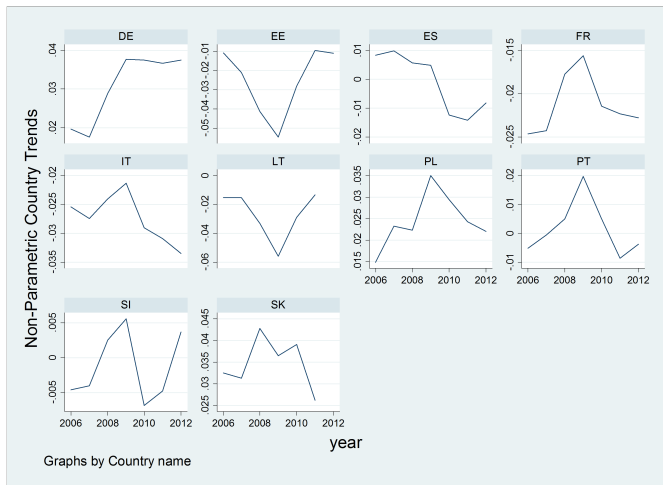 DE EE ES FR
.02 .04
-.05 -.04 -.03 -.02 -.01
-.02 -.01 0 .01
-.025 -.02 -.015
IT LT PL PT
-.035 -.03 -.025 -.02
-.06 -.04 -.02 0
.015 .02 .025 .03 .035
-.01 0 .01 .02
2006 2008 2010 2012 2006 2008 2010 2012
SI SK
-.005 0 .005
.025 .03 .035 .04 .045
2006 2008 2010 2012 2006 2008 2010 2012
Non-Parametric Country Trends
year
Graphs by Country name